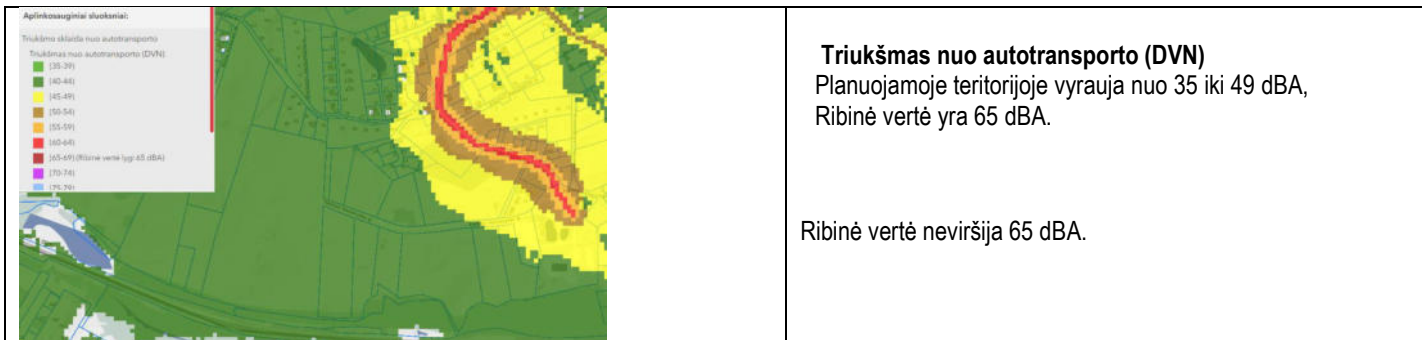 Aplinkosauginiai sluoksniai:
Triukšmo sklaida nuo autotransporto
Triukšmas nuo autotransporto (DVN):
(35-39)
(40-44)
(45-49)
(50-54)
(55-59)
(60-64)
(65-69) (Ribinė vertė lygi 65 dBA)
(70-74)
(75-79)
Triukšmas nuo autotransporto (DVN)
Planuojamoje teritorijoje vyrauja nuo 35 iki 49 dBA,
Ribinė vertė yra 65 dBA.
Ribinė vertė neviršija 65 dBA.